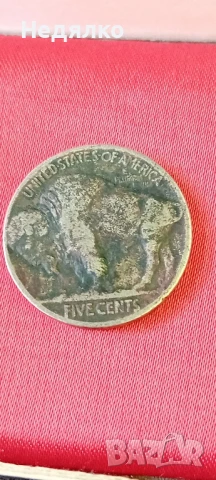 Недялко
UNITED STATES OF AMERICA
FIVE CENTS
BAZAR